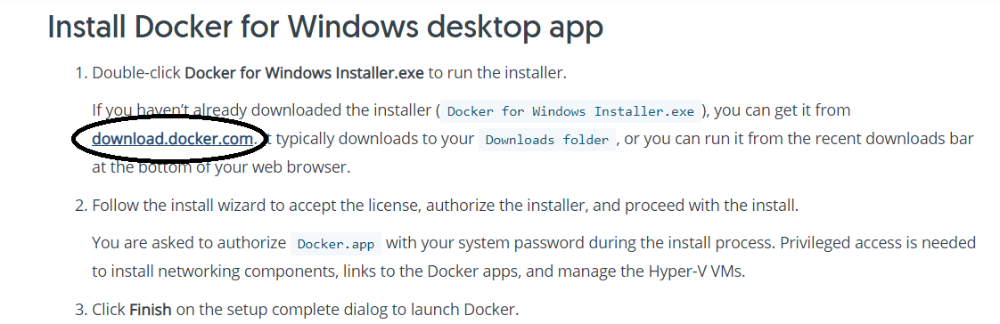 Install Docker for Windows desktop app
1. Double-click Docker for Windows Installer.exe to run the installer.
If you haven't already downloaded the installer ( Docker for Windows Installer.exe ), you can get it from
download.docker.com. It typically downloads to your Downloads folder , or you can run it from the recent downloads bar
at the bottom of your web browser.
2. Follow the install wizard to accept the license, authorize the installer, and proceed with the install.
You are asked to authorize Docker.app with your system password during the install process. Privileged access is needed
to install networking components, links to the Docker apps, and manage the Hyper-V VMs.
3. Click Finish on the setup complete dialog to launch Docker.